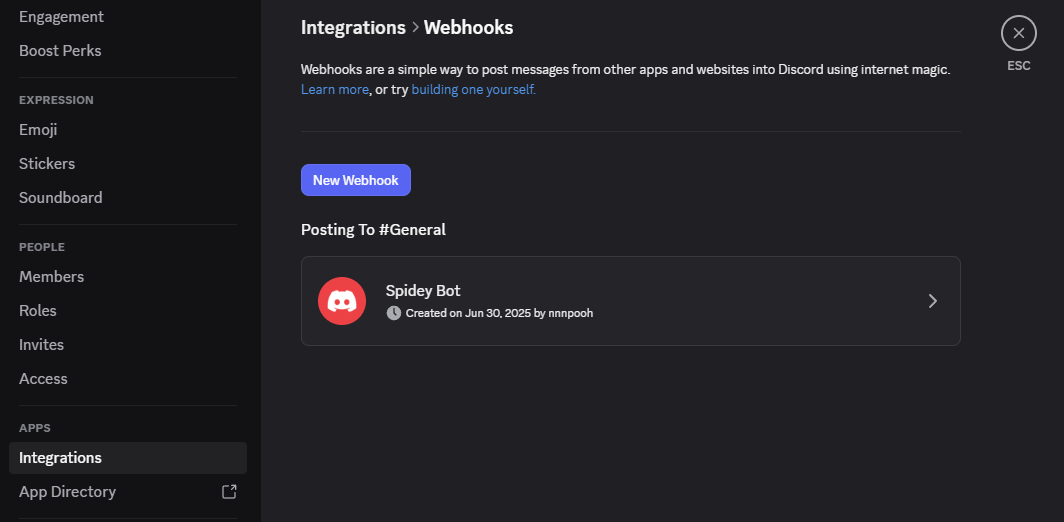 Engagement
Boost Perks
EXPRESSION
Emoji
Stickers
Soundboard
PEOPLE
Members
Roles
Invites
Access
APPS
Integrations
App Directory
Integrations > Webhooks
ESC
Webhooks are a simple way to post messages from other apps and websites into Discord using internet magic.
Learn more, or try building one yourself.
New Webhook
Posting To #General
Spidey Bot
Created on Jun 30, 2025 by nnnpooh